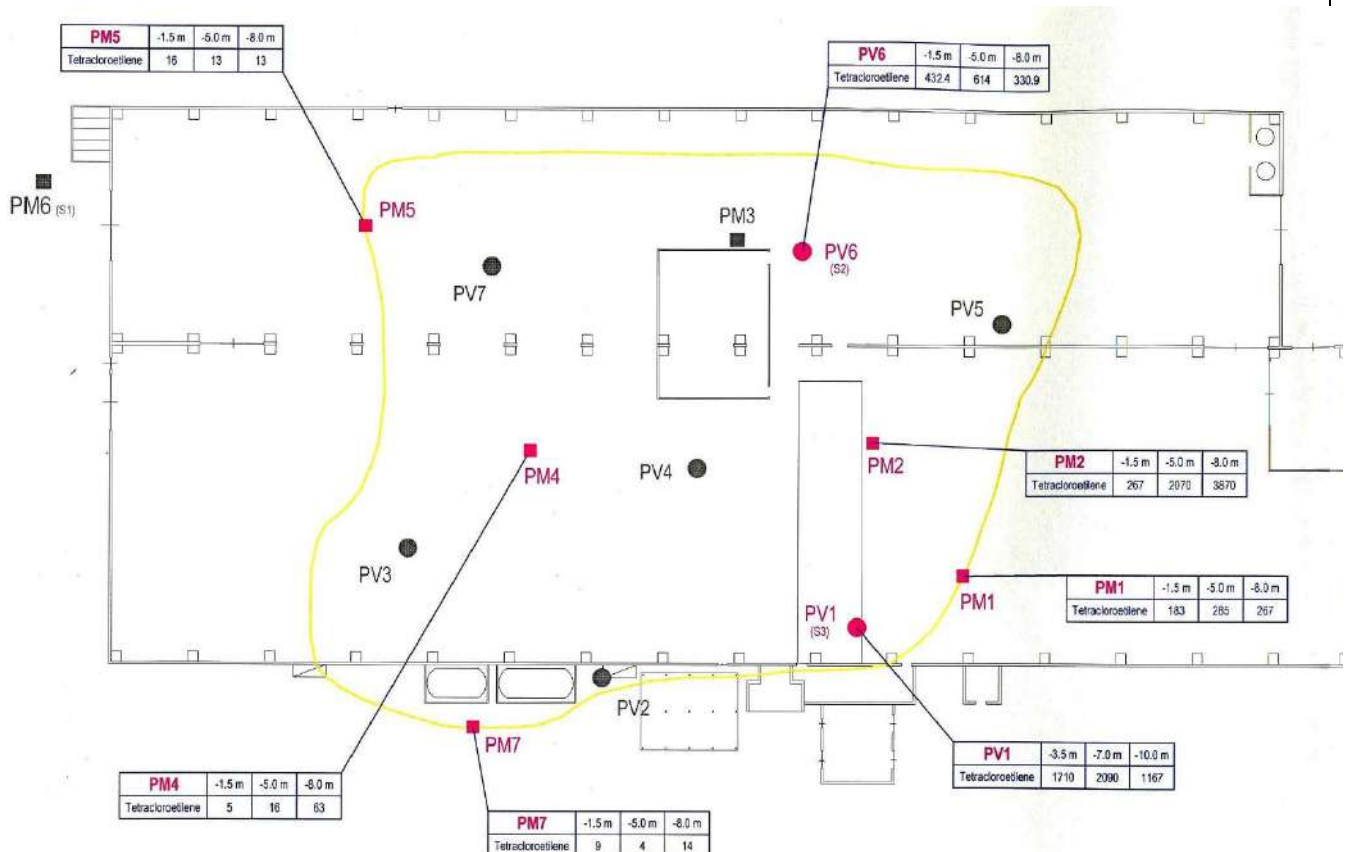 PM5 -1.5 m -5.0 m -8.0 m
Tetracloroetilene 16 13 13
PV6 -1.5 m -5.0 m -8.0 m
Tetracloroetilene 432.4 614 330.9
PM6 (S1)
PM5
PM3
PV6
(S2)
PV7
PV5
PM4
PV4
PM2
PM2 -1.5 m -5.0 m -8.0 m
Tetracloroetilene 267 2070 3870
PV3
PM1
PM1 -1.5 m -5.0 m -8.0 m
Tetracloroetilene 183 285 267
PV1
(S3)
PV2
PM7
PV1 -3.5 m -7.0 m -10.0 m
Tetracloroetilene 1710 2090 1167
PM4 -1.5 m -5.0 m -8.0 m
Tetracloroetilene 5 16 63
PM7 -1.5 m -5.0 m -8.0 m
Tetracloroetilene 9 4 14